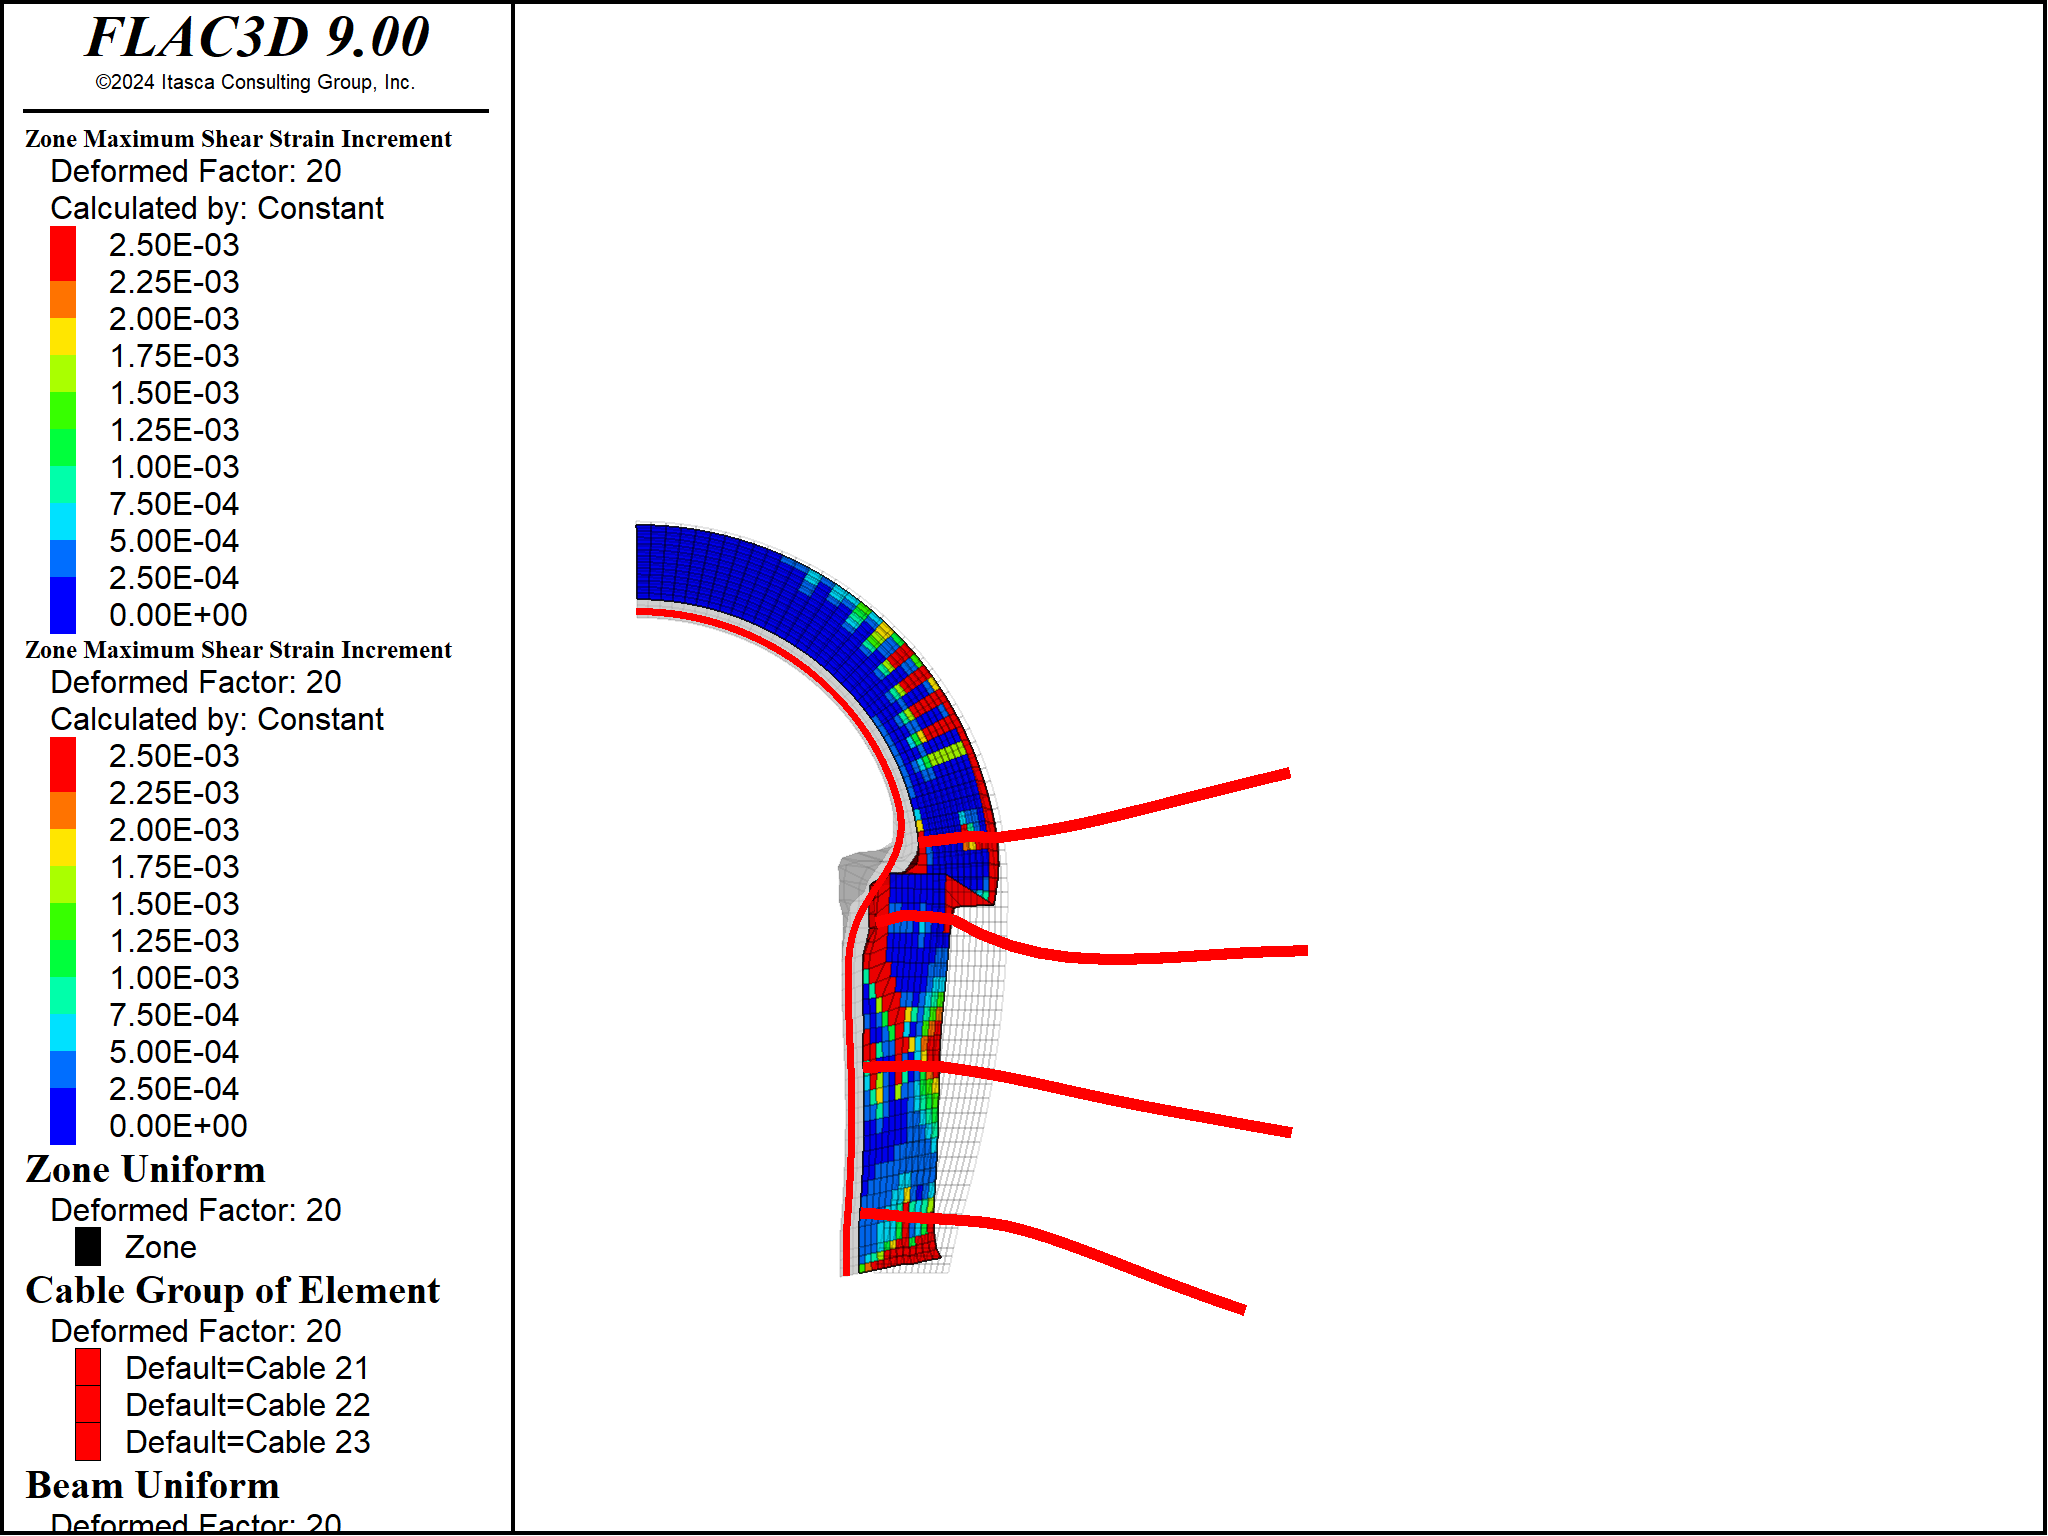 FLAC3D 9.00
©2024 Itasca Consulting Group, Inc.
Zone Maximum Shear Strain Increment
Deformed Factor: 20
Calculated by: Constant
2.50E-03
2.25E-03
2.00E-03
1.75E-03
1.50E-03
1.25E-03
1.00E-03
7.50E-04
5.00E-04
2.50E-04
0.00E+00
Zone Maximum Shear Strain Increment
Deformed Factor: 20
Calculated by: Constant
2.50E-03
2.25E-03
2.00E-03
1.75E-03
1.50E-03
1.25E-03
1.00E-03
7.50E-04
5.00E-04
2.50E-04
0.00E+00
Zone Uniform
Deformed Factor: 20
Zone
Cable Group of Element
Deformed Factor: 20
Default=Cable 21
Default=Cable 22
Default=Cable 23
Beam Uniform
Deformed Factor: 20